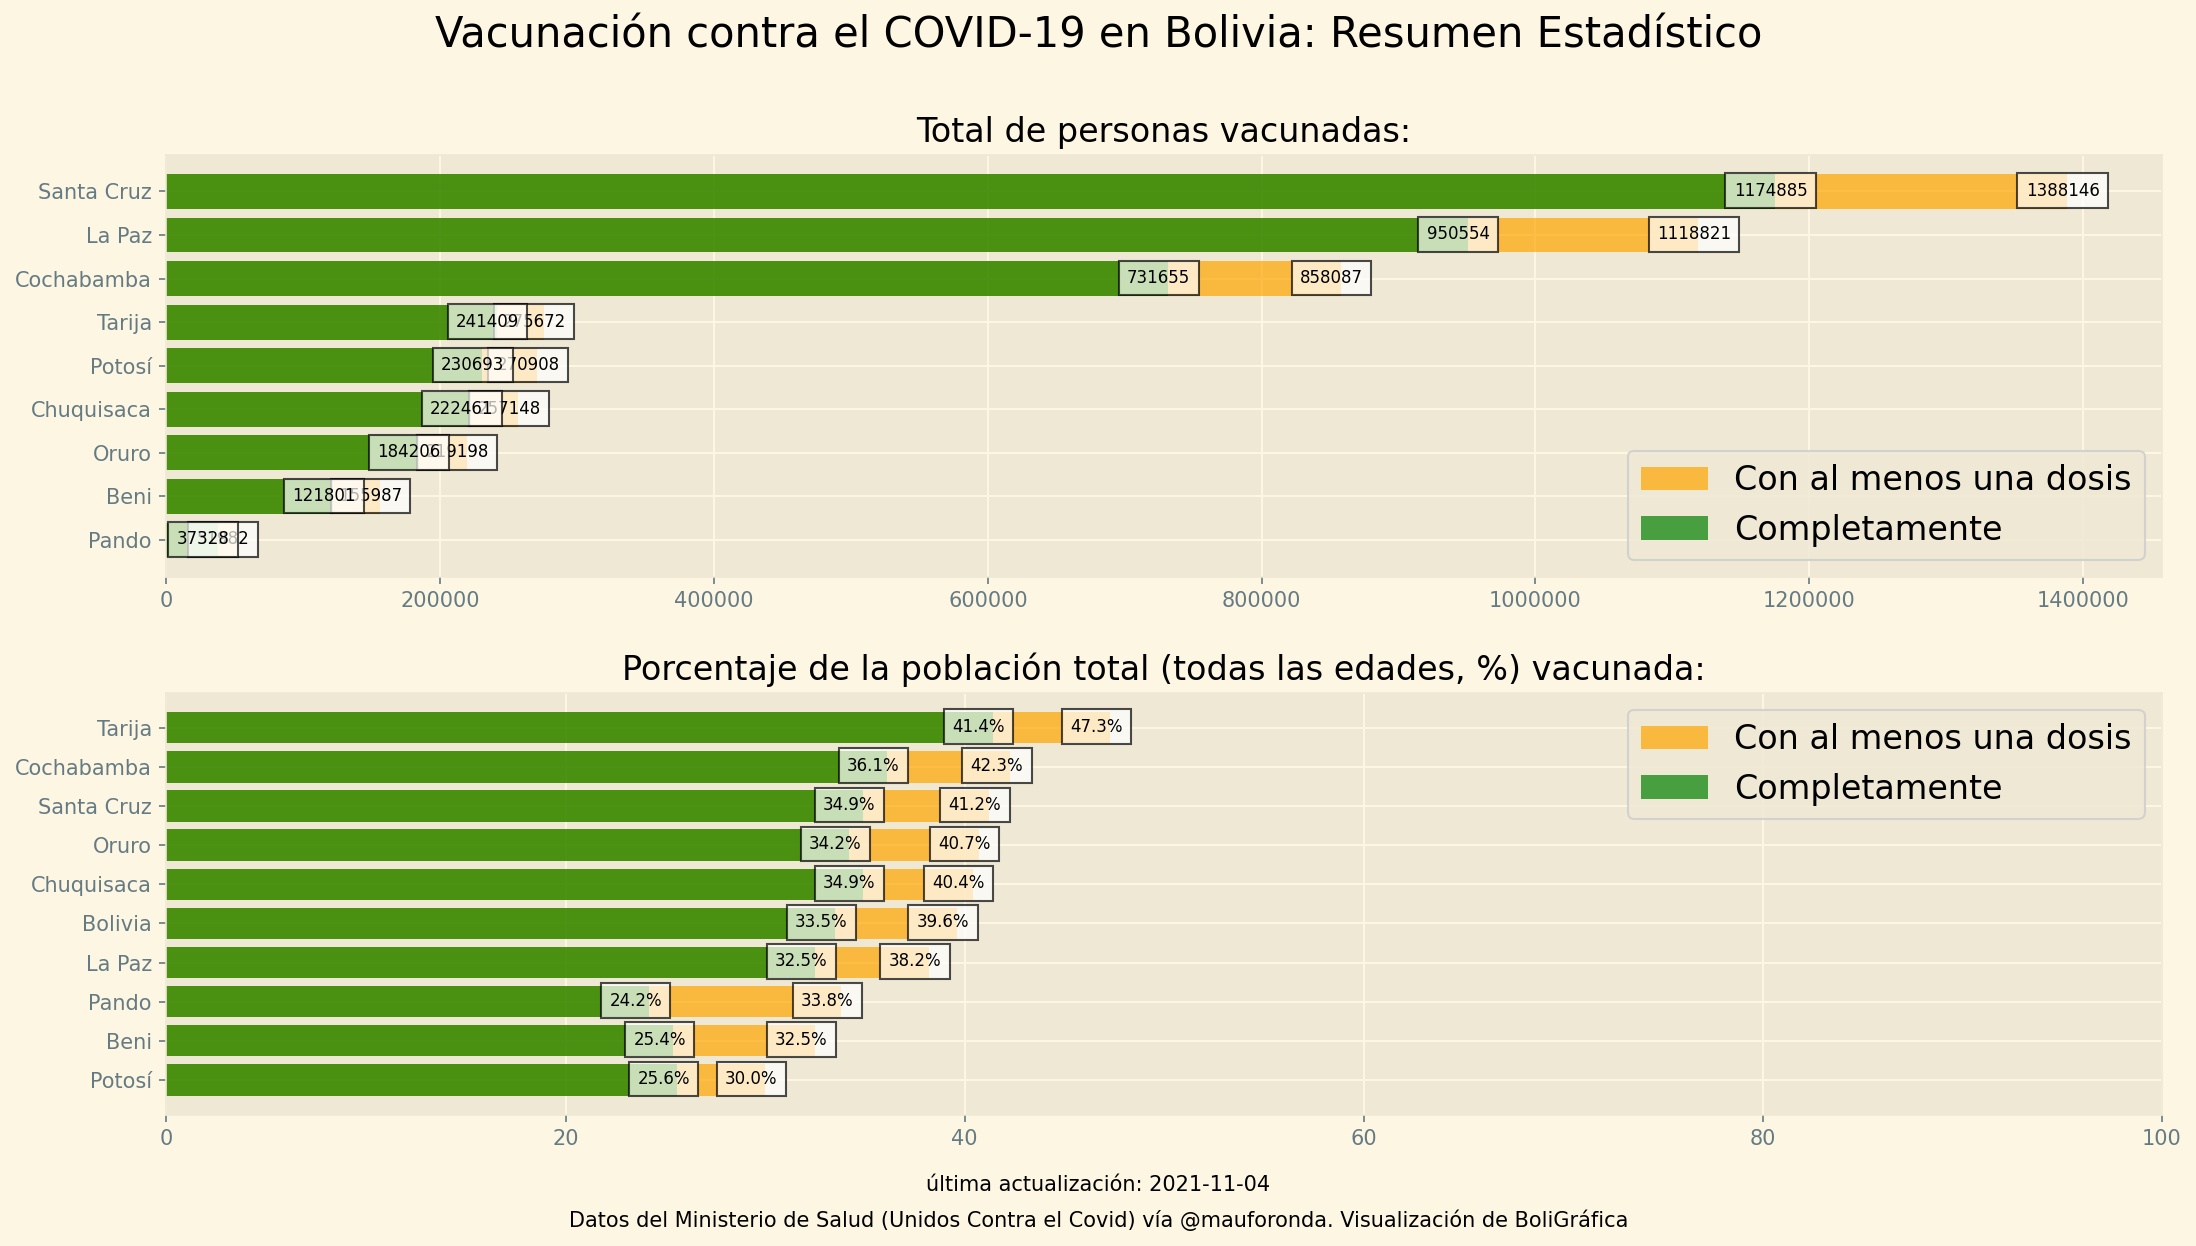 Vacunación contra el COVID-19 en Bolivia: Resumen Estadístico
Total de personas vacunadas:
Santa Cruz 1174885 1388146
La Paz 950554 1118821
Cochabamba 731655 858087
Tarija 241409
Potosí 230693 270908
Chuquisaca 222461
Oruro 184206
Beni 121801
Pando 37328
Con al menos una dosis
Completamente
0 200000 400000 600000 800000 1000000 1200000 1400000
Porcentaje de la población total (todas las edades, %) vacunada:
Tarija 41.4% 47.3%
Cochabamba 36.1% 42.3%
Santa Cruz 34.9% 41.2%
Oruro 34.2% 40.7%
Chuquisaca 34.9% 40.4%
Bolivia 33.5% 39.6%
La Paz 32.5% 38.2%
Pando 24.2% 33.8%
Beni 25.4% 32.5%
Potosí 25.6% 30.0%
Con al menos una dosis
Completamente
0 20 40 60 80 100
última actualización: 2021-11-04
Datos del Ministerio de Salud (Unidos Contra el Covid) vía @mauforonda. Visualización de BoliGráfica